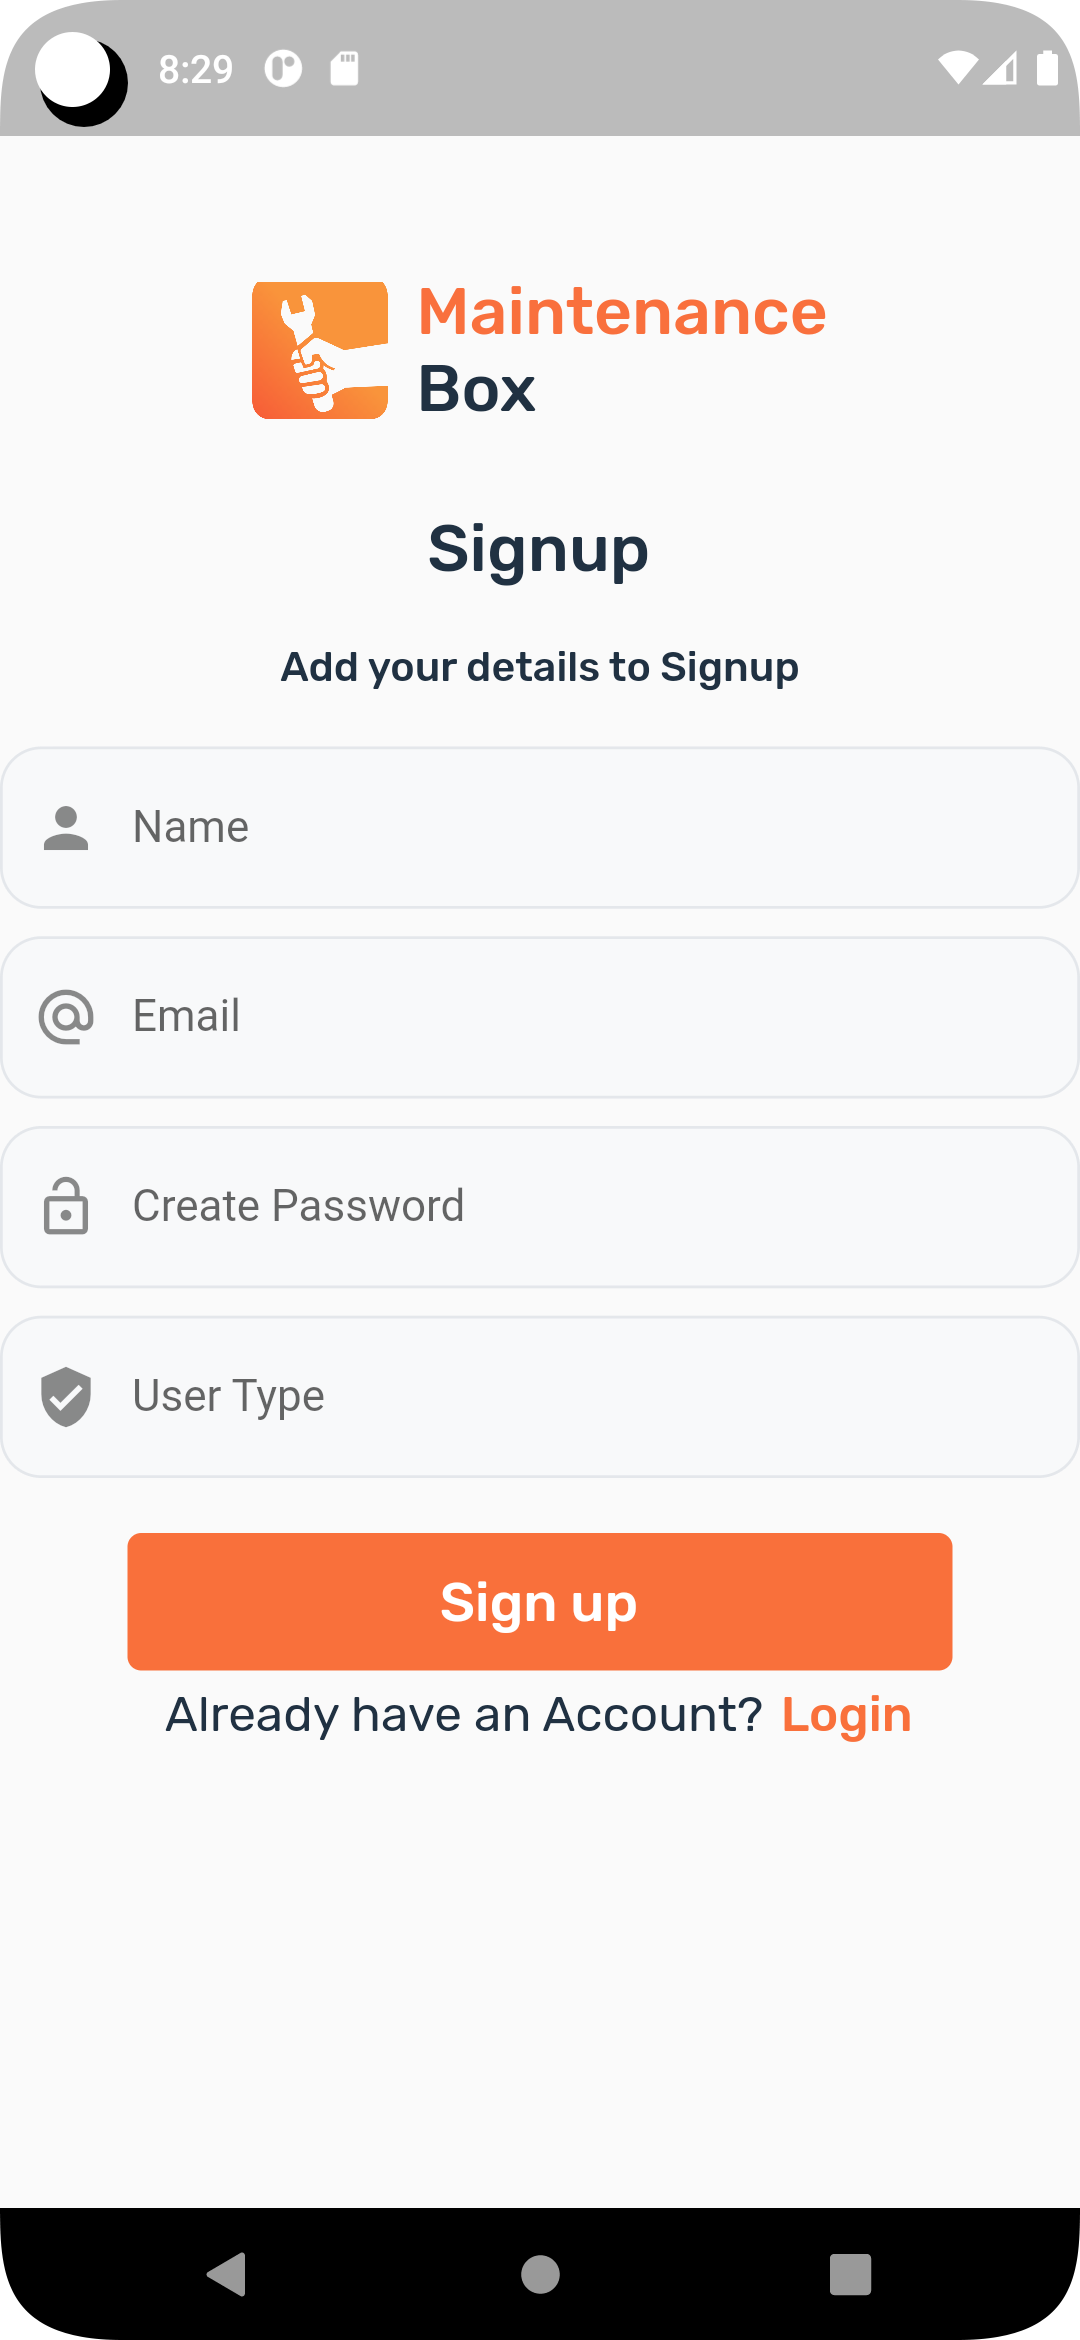 8:29
Maintenance
Box
Signup
Add your details to Signup
Name
Email
Create Password
User Type
Sign up
Already have an Account? Login